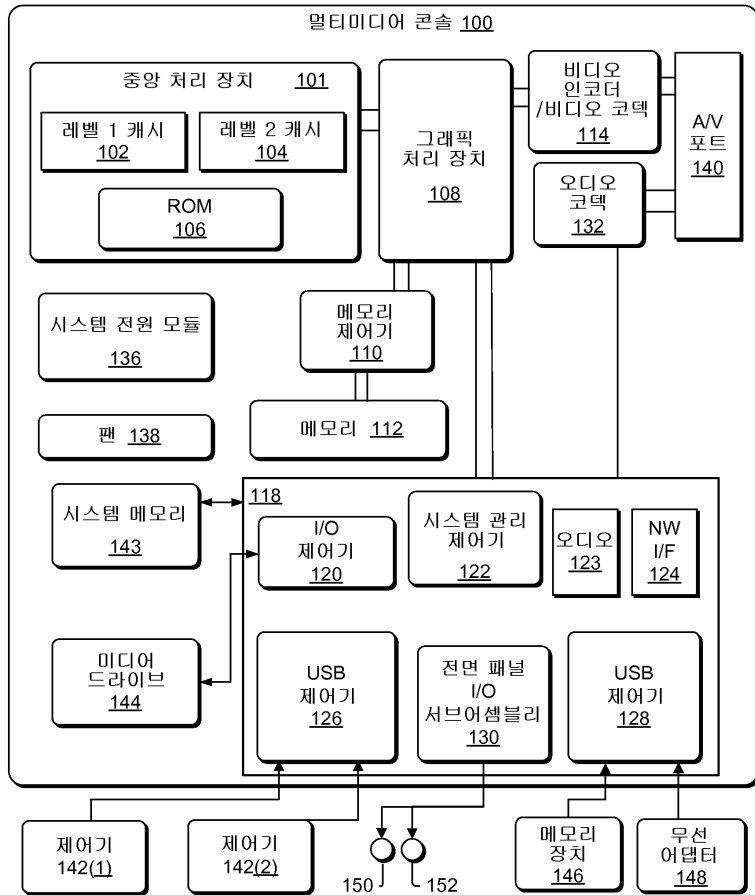 멀티미디어 콘솔 100
중앙 처리 장치 101
레벨 1 캐시
102
레벨 2 캐시
104
ROM
106
그래픽
처리 장치
108
비디오
인코더
/비디오 코덱
114
오디오
코덱
132
A/V
포트
140
시스템 전원 모듈
136
메모리
제어기
110
팬 138
메모리 112
시스템 메모리
143
118
I/O
제어기
120
시스템 관리
제어기
122
오디오
123
NW
I/F
124
미디어
드라이브
144
USB
제어기
126
전면 패널
I/O
서브어셈블리
130
USB
제어기
128
제어기
142(1)
제어기
142(2)
150
152
메모리
장치
146
무선
어댑터
148